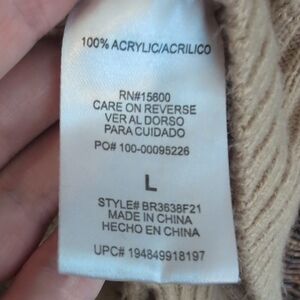 100% ACRYLIC/ACRILICO
RN#15600
CARE ON REVERSE
VER AL DORSO
PARA CUIDADO
PO# 100-00095226
L
STYLE# BR3638F21
MADE IN CHINA
HECHO EN CHINA
UPC# 194849918197